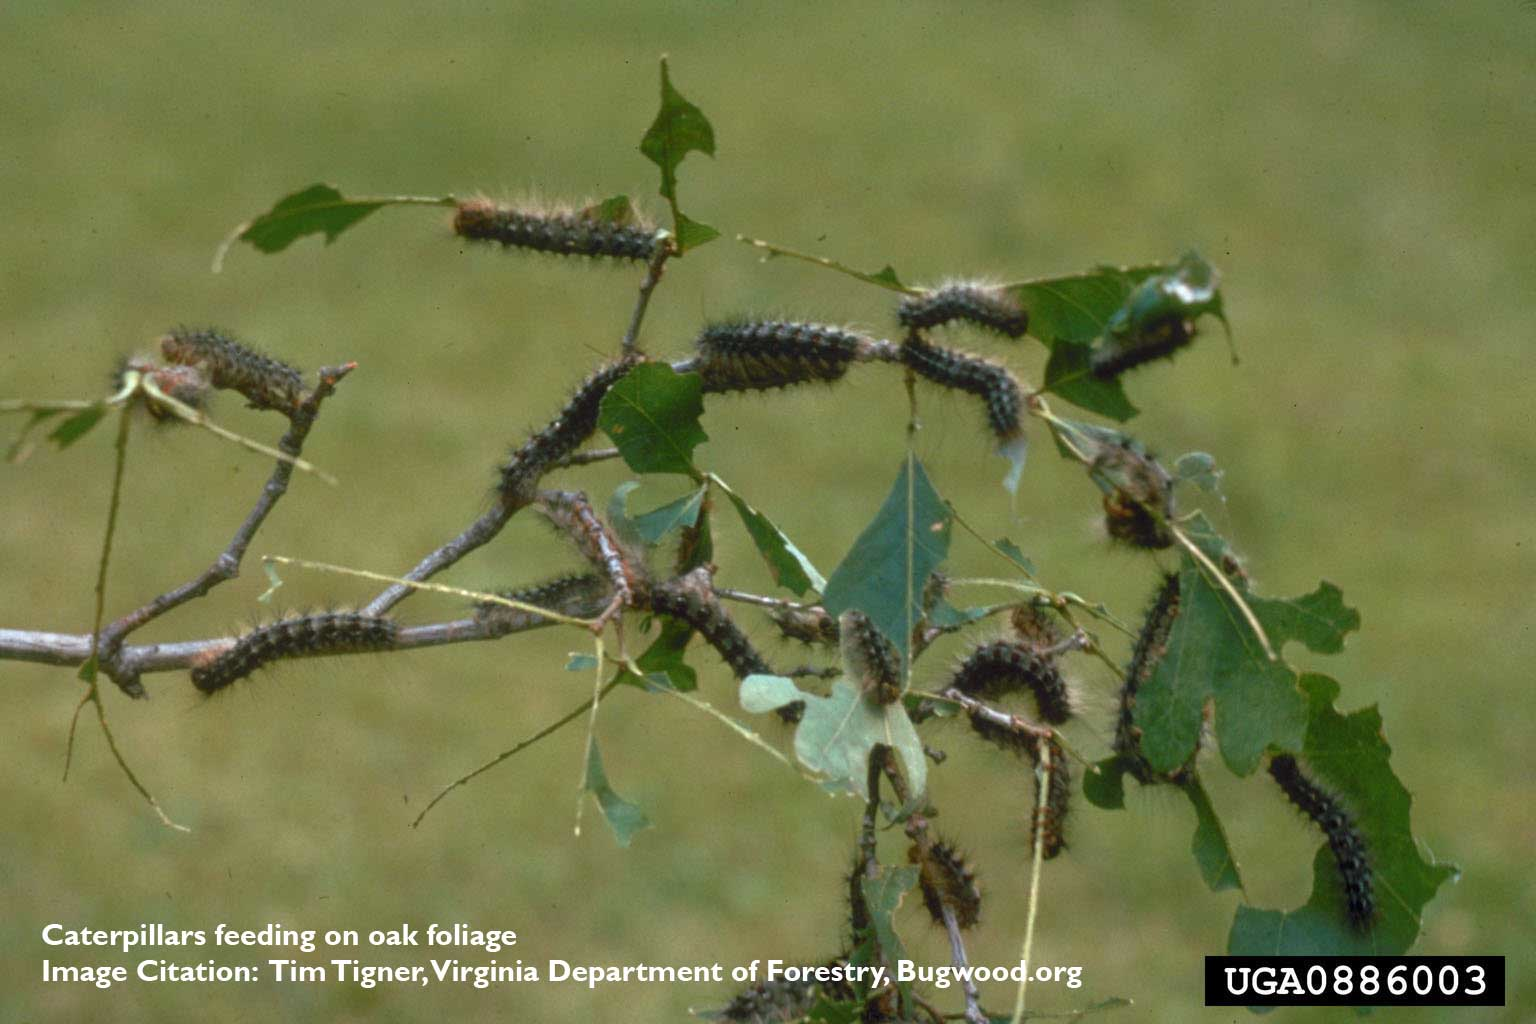 Caterpillars feeding on oak foliage
Image Citation: Tim Tigner, Virginia Department of Forestry, Bugwood.org
UGA0886003